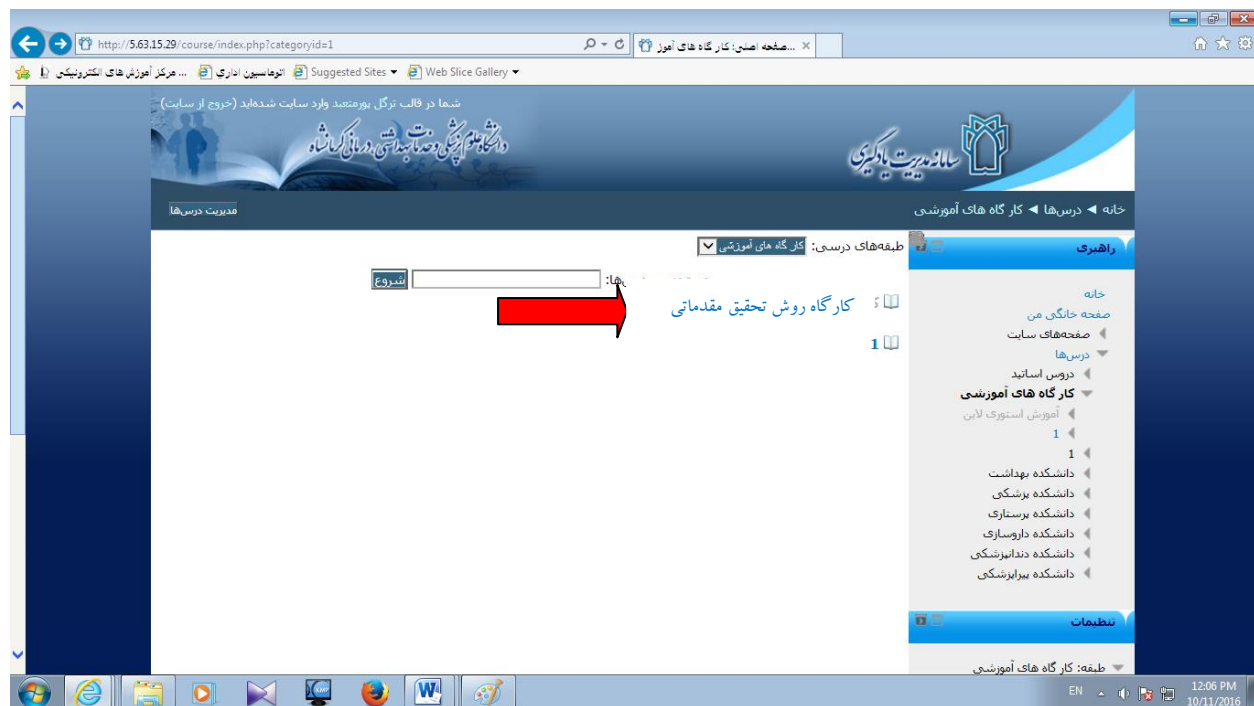 http://5.63.15.29/course/index.php?categoryid=1
صفحه اصلی: کار گاه های آموز...
مرکز آموزش های الکترونیکی ...
اتوماسیون اداری
Suggested Sites
Web Slice Gallery
شما در قالب نرگل پورمتعبد وارد سایت شده‌اید (خروج از سایت)
دانشگاه علوم پزشکی و خدمات بهداشتی، درمانی کرمانشاه
سامانه مدیریت یادگیری
خانه ◄ درس‌ها ◄ کار گاه های آموزشی
مدیریت درس‌ها
راهبری
خانه
صفحه خانگی من
صفحه‌های سایت
درس‌ها
دروس اساتید
کار گاه های آموزشی
آموزش استوری لاین
1
1
دانشکده بهداشت
دانشکده پزشکی
دانشکده پرستاری
دانشکده داروسازی
دانشکده دندانپزشکی
دانشکده پیراپزشکی
تنظیمات
طبقه: کار گاه های آموزشی
طبقه‌های درسی: کار گاه های آموزشی
شروع
کارگاه روش تحقیق مقدماتی
1
EN
12:06 PM
10/11/2016